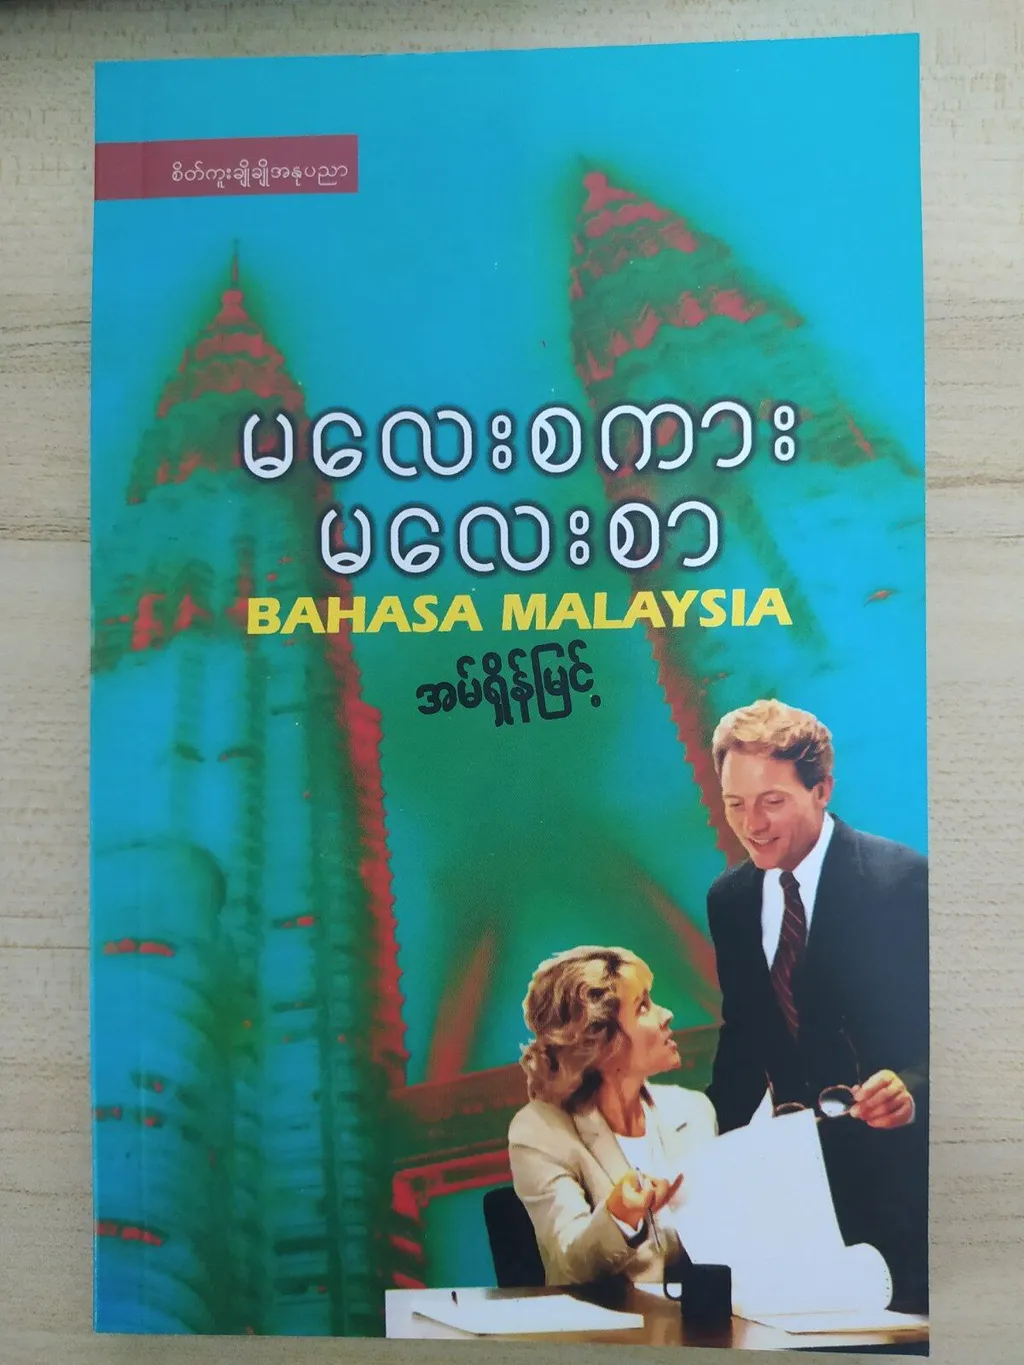 စိတ်ကူးချိုချိုအနုပညာ
မလေးစကား
မလေးစာ
BAHASA MALAYSIA
အမ်ရှိန်မြင့်